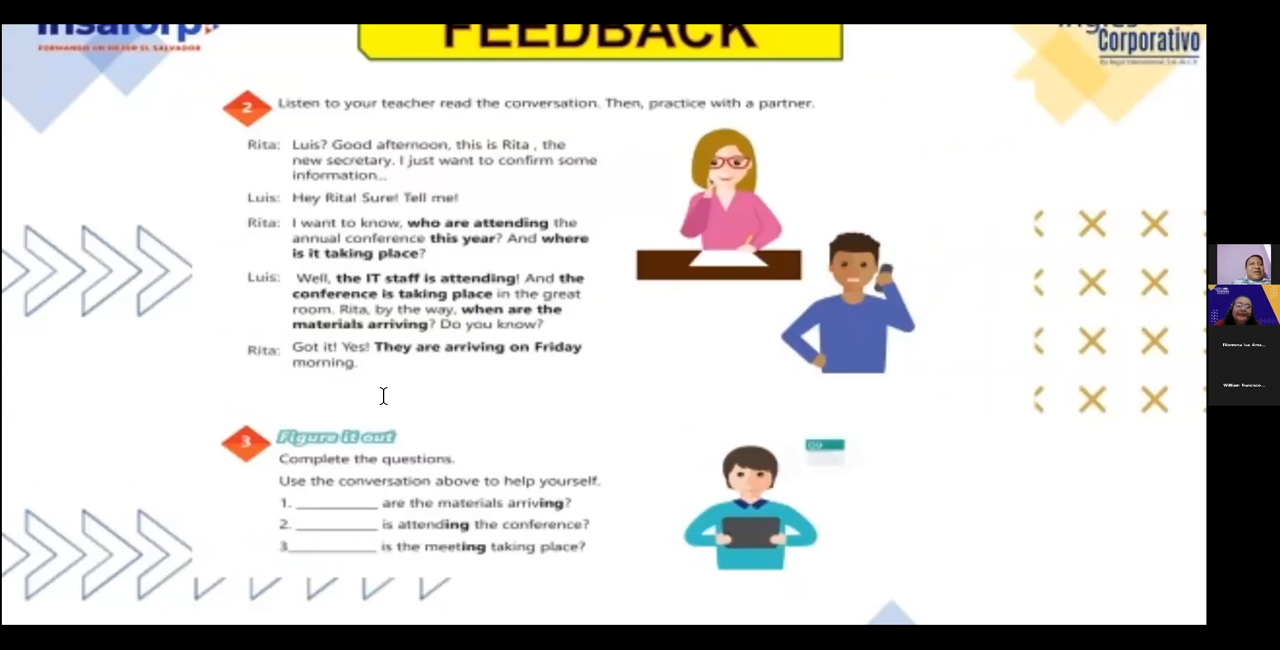 insaforp
FORMANDO UN MEJOR EL SALVADOR
FEEDBACK
Inglés
Corporativo
2
Listen to your teacher read the conversation. Then, practice with a partner.
Rita: Luis? Good afternoon, this is Rita , the
new secretary. I just want to confirm some
information...
Luis: Hey Rita! Sure! Tell me!
Rita: I want to know, who are attending the
annual conference this year? And where
is it taking place?
Luis: Well, the IT staff is attending! And the
conference is taking place in the great
room. Rita, by the way, when are the
materials arriving? Do you know?
Rita: Got it! Yes! They are arriving on Friday
morning.
3
Figure it out
Complete the questions.
Use the conversation above to help yourself.
1. __________ are the materials arriving?
2. __________ is attending the conference?
3.__________ is the meeting taking place?
09
William Francisco...